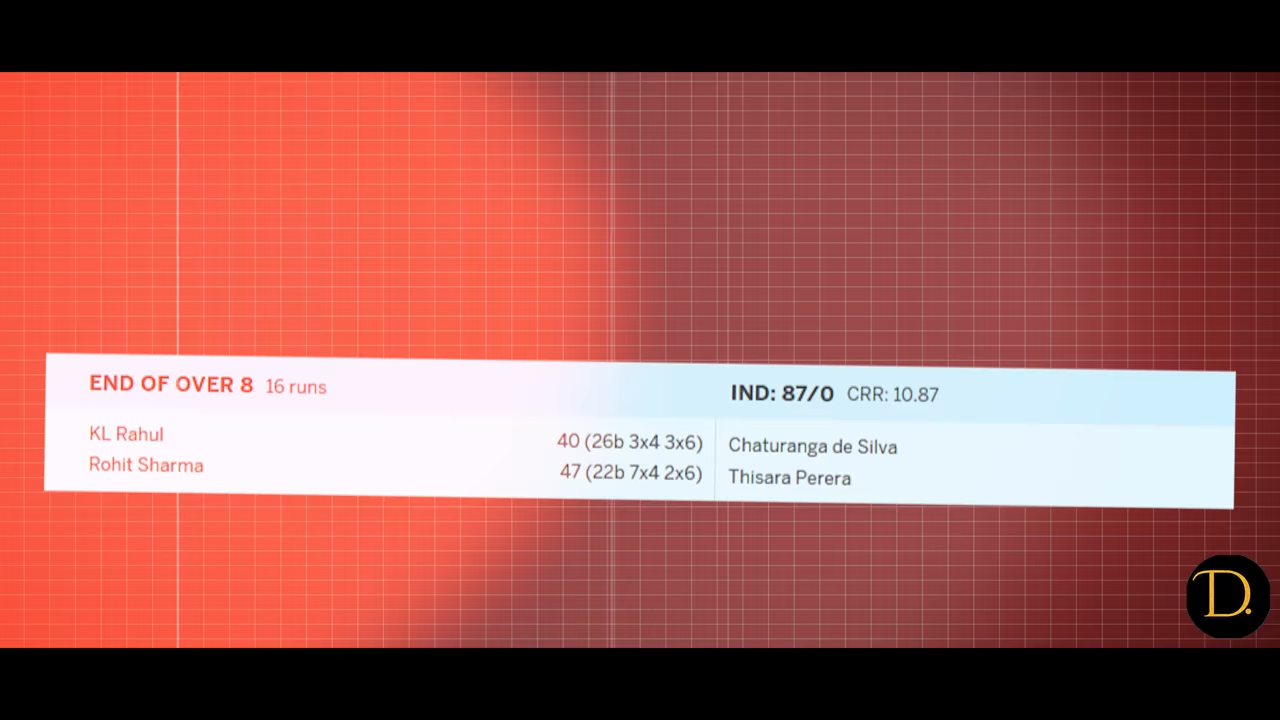 END OF OVER 8 16 runs
IND: 87/0 CRR: 10.87
KL Rahul 40 (26b 3x4 3x6)
Rohit Sharma 47 (22b 7x4 2x6)
Chaturanga de Silva
Thisara Perera
D.